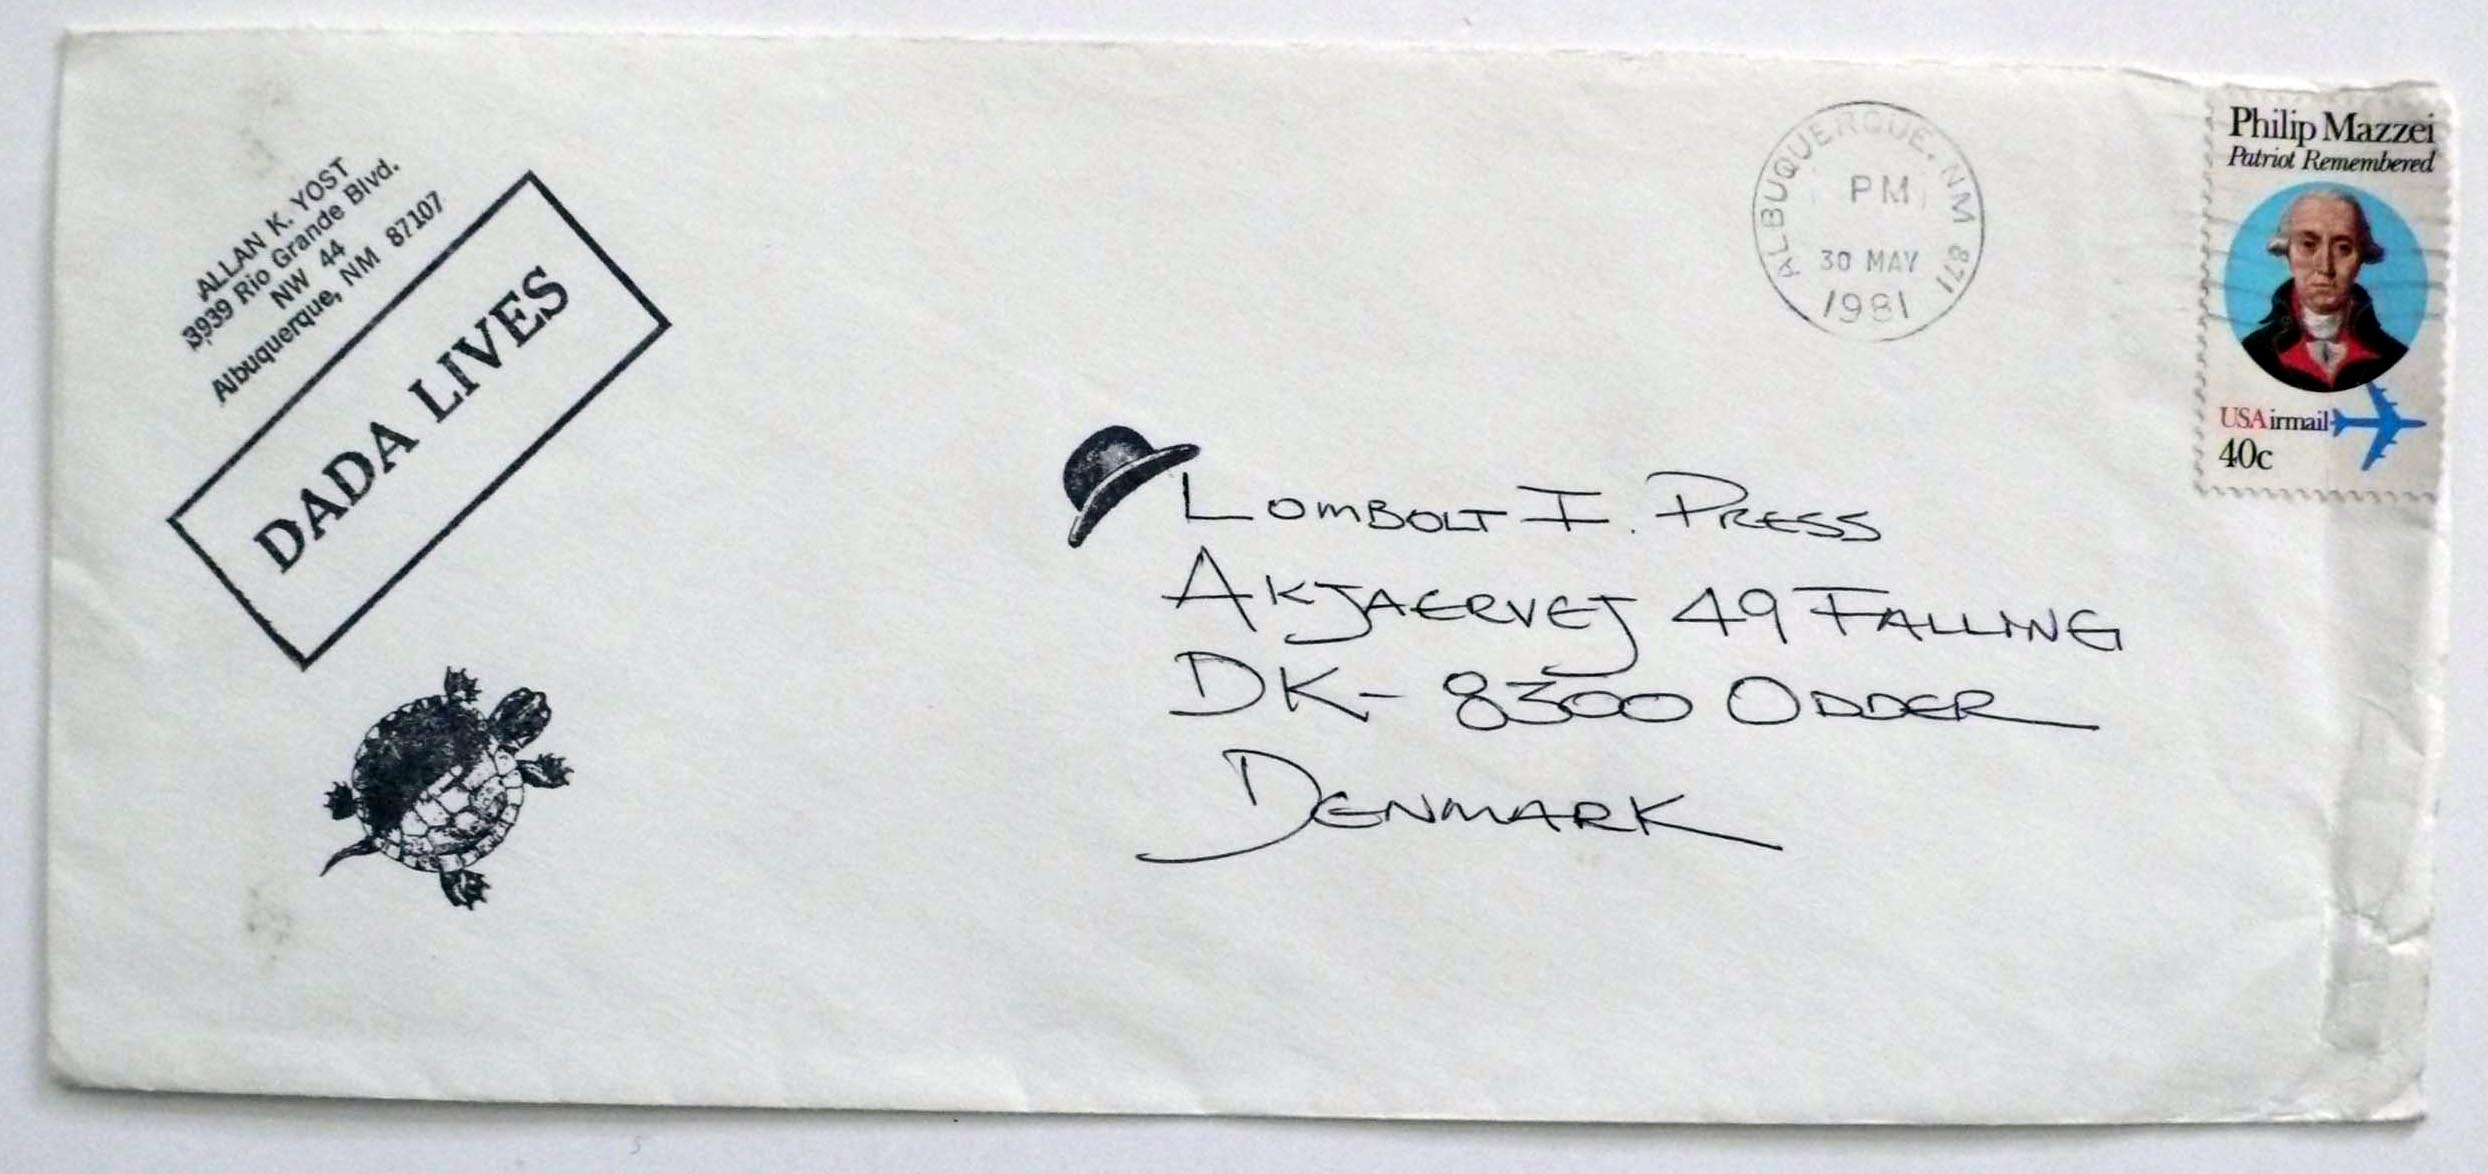 ALLAN K. YOST
3939 Rio Grande Blvd.
NW 44
Albuquerque, NM 87107
DADA LIVES
ALBUQUERQUE, NM 871
PM
30 MAY
1981
Philip Mazzei
Patriot Remembered
USAirmail
40c
LOMBOLT I. PRESS
AKJAERVEJ 49 FALLING
DK- 8300 ODDER
DENMARK